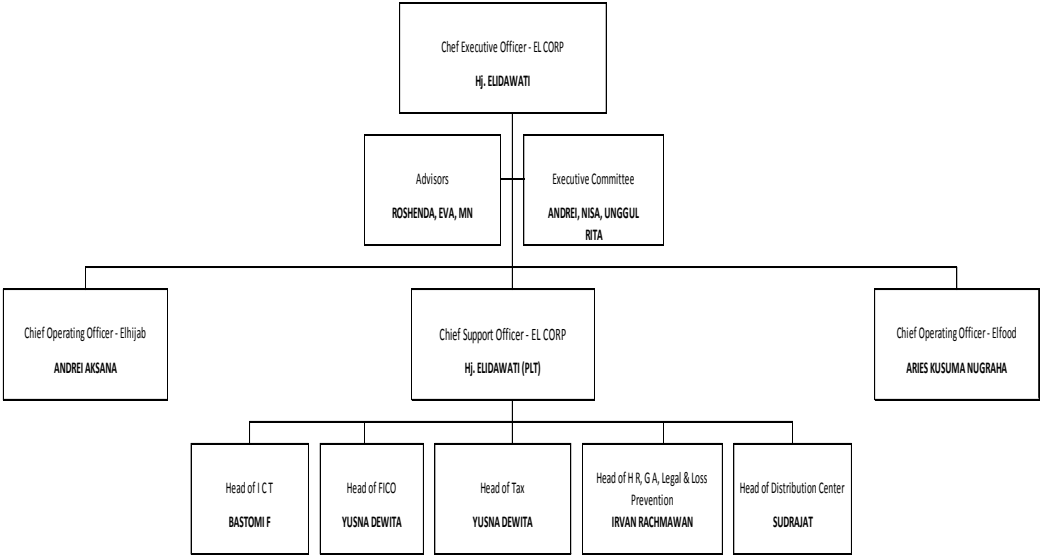 Chef Executive Officer - EL CORP
Hj. ELIDAWATI
Advisors
ROSHENDA, EVA, MN
Executive Committee
ANDREI, NISA, UNGGUL
RITA
Chief Operating Officer - Elhijab
ANDREI AKSANA
Chief Support Officer - EL CORP
Hj. ELIDAWATI (PLT)
Chief Operating Officer - Elfood
ARIES KUSUMA NUGRAHA
Head of I C T
BASTOMI F
Head of FICO
YUSNA DEWITA
Head of Tax
YUSNA DEWITA
Head of H R, G A, Legal & Loss
Prevention
IRVAN RACHMAWAN
Head of Distribution Center
SUDRAJAT